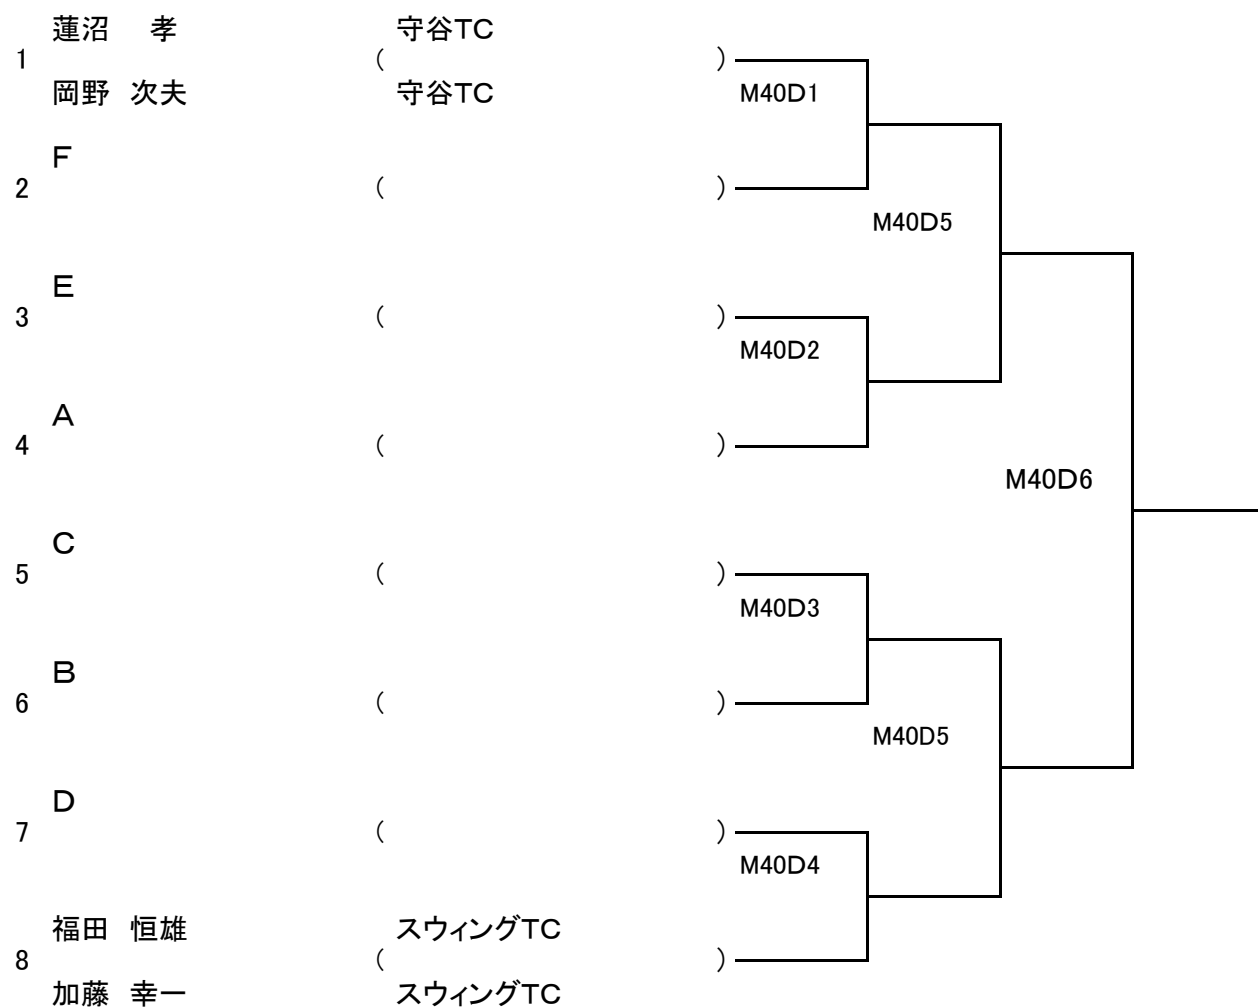 蓮沼　孝　守谷TC
1 ( )
岡野　次夫　守谷TC M40D1
F
2 ( )
M40D5
E
3 ( )
M40D2
A
4 ( )
M40D6
C
5 ( )
M40D3
B
6 ( )
M40D5
D
7 ( )
M40D4
福田　恒雄　スウィングTC
8 ( )
加藤　幸一　スウィングTC